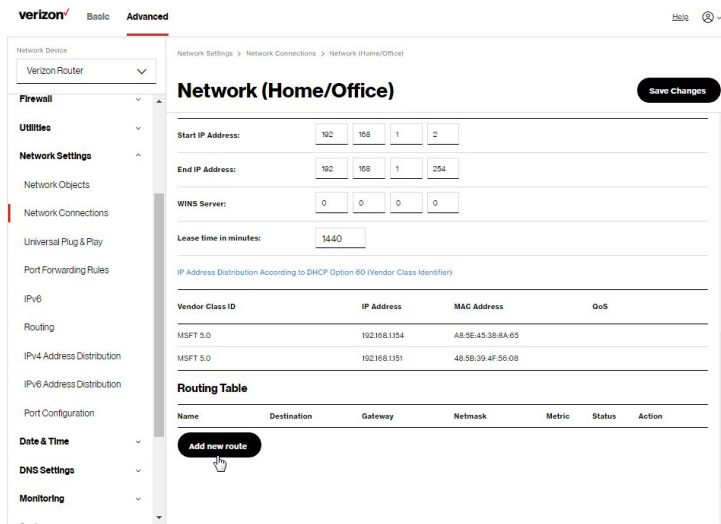 verizon✓ Basic Advanced Help
Network Device
Verizon Router
Firewall
Utilities
Network Settings
Network Objects
Network Connections
Universal Plug & Play
Port Forwarding Rules
IPv6
Routing
IPv4 Address Distribution
IPv6 Address Distribution
Port Configuration
Date & Time
DNS Settings
Monitoring
Network Settings > Network Connections > Network (Home/Office)
Network (Home/Office) Save Changes
Start IP Address: 192 168 1 2
End IP Address: 192 168 1 254
WINS Server: 0 0 0 0
Lease time in minutes: 1440
IP Address Distribution According to DHCP Option 60 (Vendor Class Identifier)
Vendor Class ID IP Address MAC Address QoS
MSFT 5.0 192.168.1.154 A8:5E:45:38:8A:65
MSFT 5.0 192.168.1.151 48:5B:39:4F:56:08
Routing Table
Name Destination Gateway Netmask Metric Status Action
Add new route